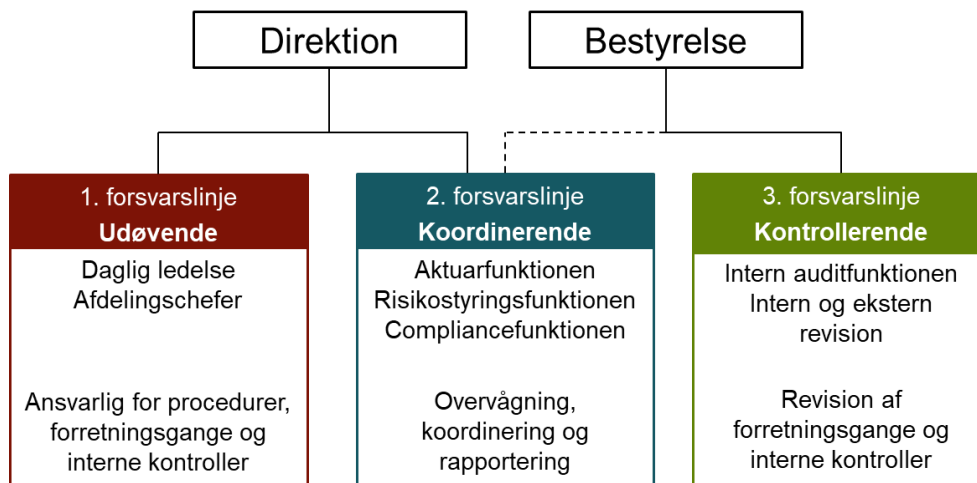 Direktion
Bestyrelse
1. forsvarslinje
Udøvende
Daglig ledelse
Afdelingschefer
Ansvarlig for procedurer,
forretningsgange og
interne kontroller
2. forsvarslinje
Koordinerende
Aktuarfunktionen
Risikostyringsfunktionen
Compliancefunktionen
Overvågning,
koordinering og
rapportering
3. forsvarslinje
Kontrollerende
Intern auditfunktionen
Intern og ekstern
revision
Revision af
forretningsgange og
interne kontroller